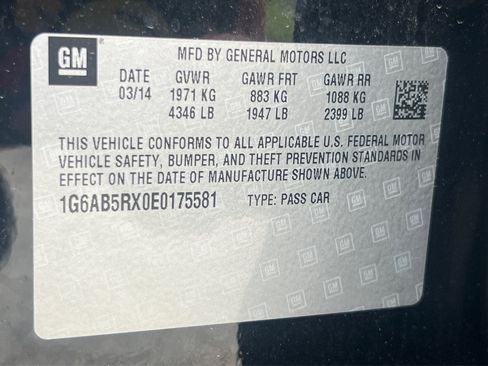 GM
MFD BY GENERAL MOTORS LLC
DATE GVWR GAWR FRT GAWR RR
03/14 1971 KG 883 KG 1088 KG
4346 LB 1947 LB 2399 LB
THIS VEHICLE CONFORMS TO ALL APPLICABLE U.S. FEDERAL MOTOR
VEHICLE SAFETY, BUMPER, AND THEFT PREVENTION STANDARDS IN
EFFECT ON THE DATE OF MANUFACTURE SHOWN ABOVE.
1G6AB5RX0E0175581 TYPE: PASS CAR